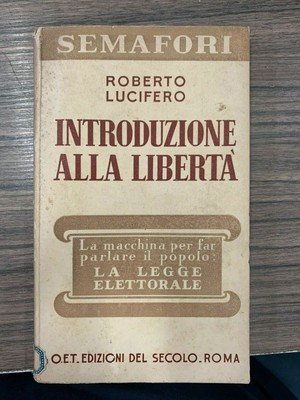 SEMAFORI
ROBERTO
LUCIFERO
INTRODUZIONE
ALLA LIBERTÀ
La macchina per far
parlare il popolo:
LA LEGGE
ELETTORALE
O.E.T. EDIZIONI DEL SECOLO. ROMA